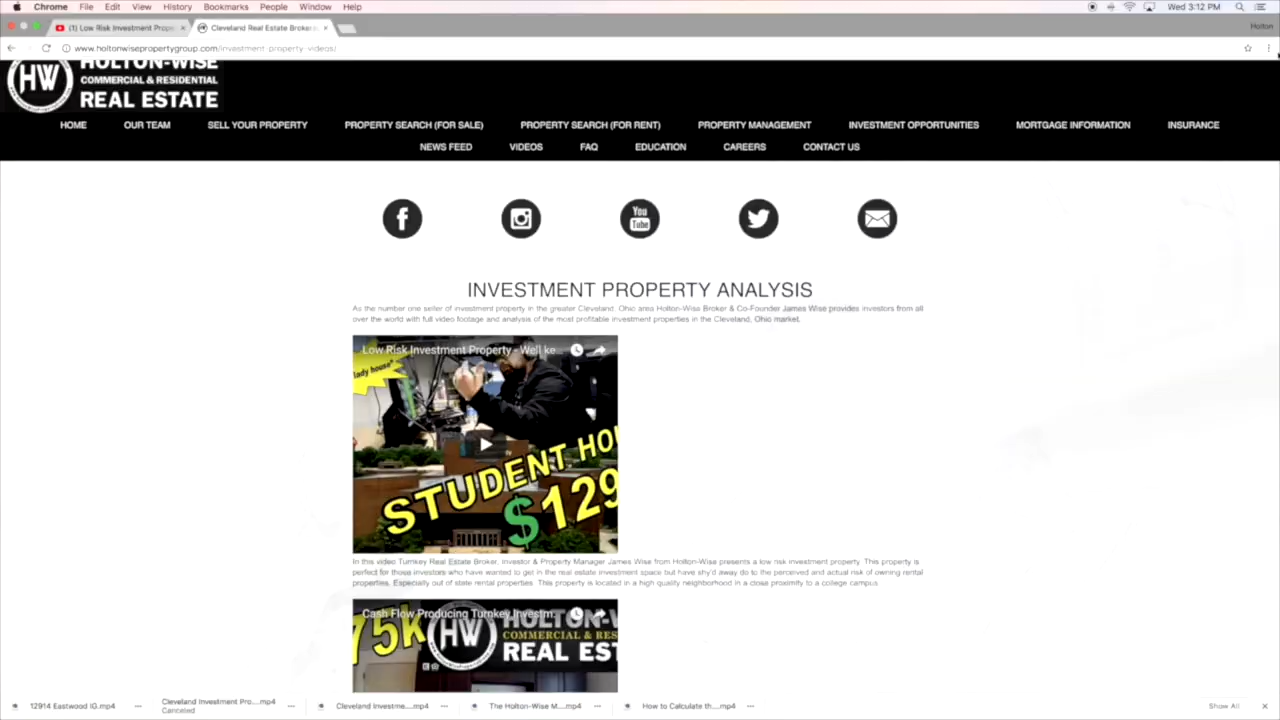 Chrome File Edit View History Bookmarks People Window Help Wed 3:12 PM
(1) Low Risk Investment Prope Cleveland Real Estate Brokers Holton
www.holtonwisepropertygroup.com/investment-property-videos/
HW HOLTON-WISE
COMMERCIAL & RESIDENTIAL
REAL ESTATE
HOME OUR TEAM SELL YOUR PROPERTY PROPERTY SEARCH (FOR SALE) PROPERTY SEARCH (FOR RENT) PROPERTY MANAGEMENT INVESTMENT OPPORTUNITIES MORTGAGE INFORMATION INSURANCE
NEWS FEED VIDEOS FAQ EDUCATION CAREERS CONTACT US
You
Tube
INVESTMENT PROPERTY ANALYSIS
As the number one seller of investment property in the greater Cleveland, Ohio area Holton-Wise Broker & Co-Founder James Wise provides investors from all
over the world with full video footage and analysis of the most profitable investment properties in the Cleveland, Ohio market.
Low Risk Investment Property - Well ke...
lady house"
STUDENT HOU
$129
In this video Turnkey Real Estate Broker, Investor & Property Manager James Wise from Holton-Wise presents a low risk investment property. This property is
perfect for those investors who have wanted to get in the real estate investment space but have shy'd away do to the perceived and actual risk of owning rental
properties. Especially out of state rental properties. This property is located in a high quality neighborhood in a close proximity to a college campus.
Cash Flow Producing Turnkey Investm...
75k HW HOLTON-W
COMMERCIAL & RES
REAL EST
12914 Eastwood IG.mp4 Cleveland Investment Pro....mp4 Cleveland Investme....mp4 The Holton-Wise M....mp4 How to Calculate th....mp4 Show All
Canceled